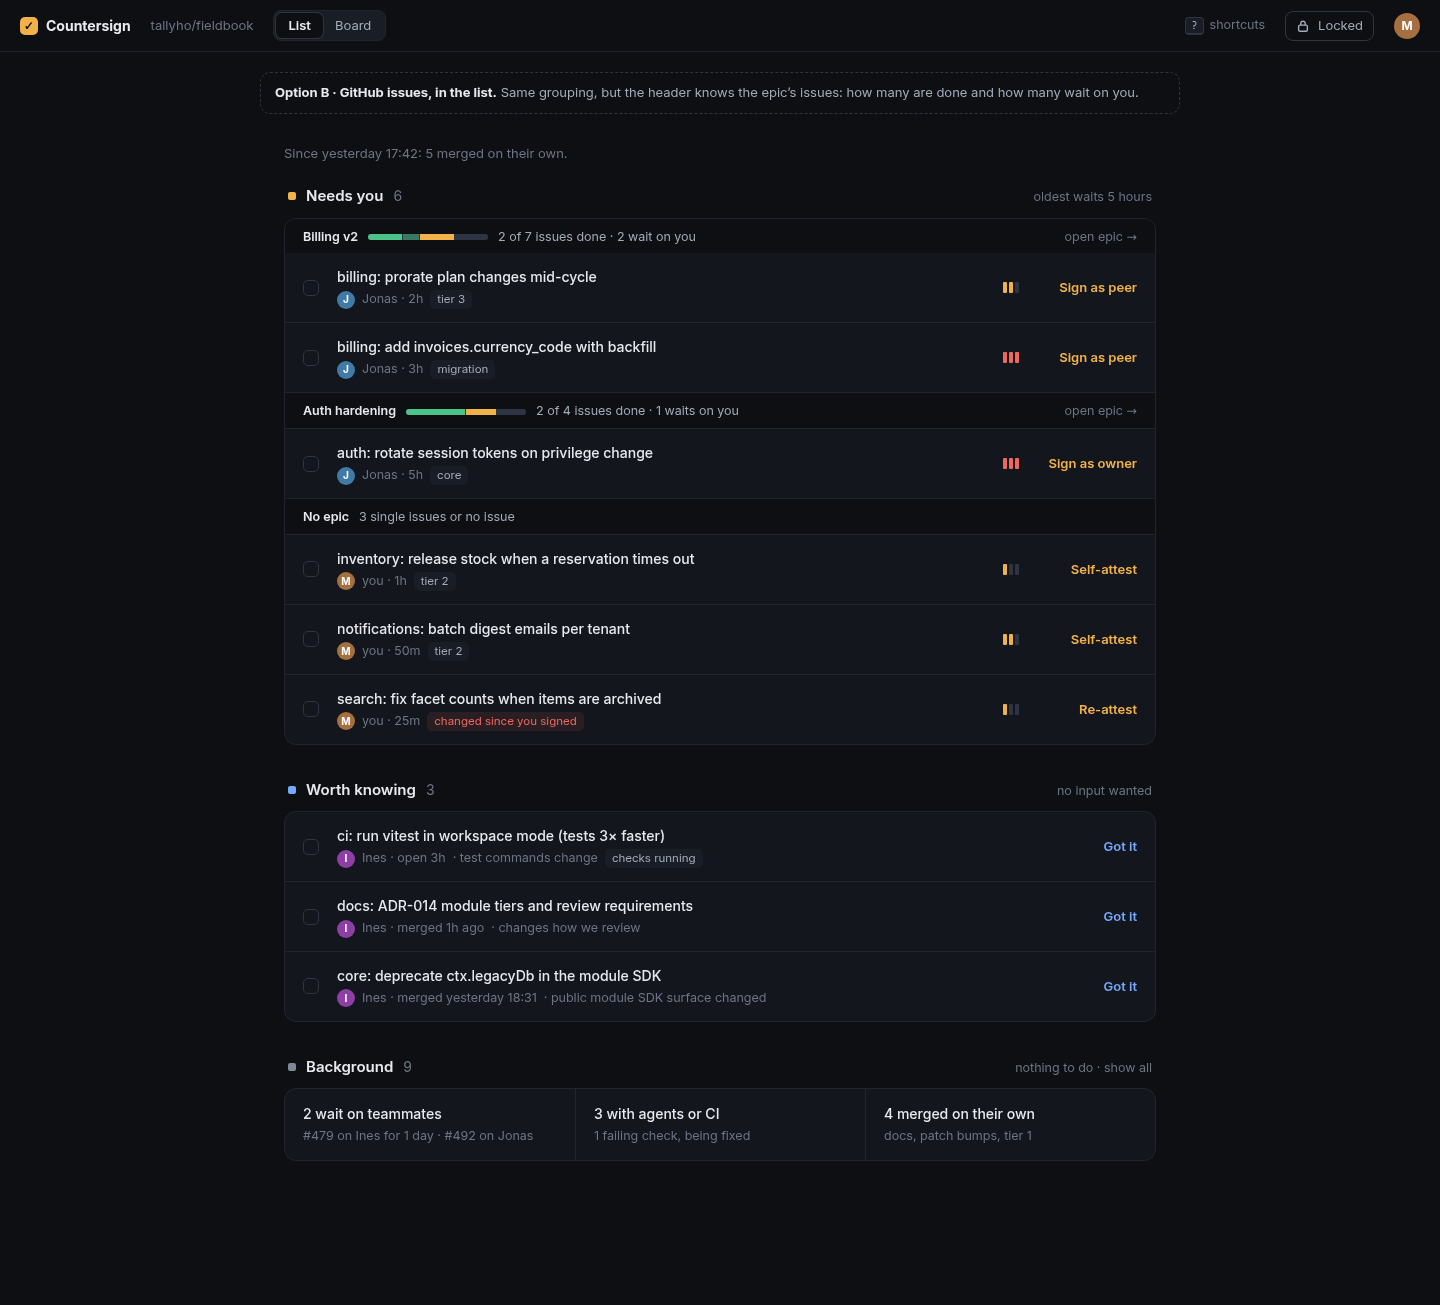 ✓ Countersign tallyho/fieldbook List Board ? shortcuts Locked M
Option B · GitHub issues, in the list. Same grouping, but the header knows the epic’s issues: how many are done and how many wait on you.
Since yesterday 17:42: 5 merged on their own.
Needs you 6 oldest waits 5 hours
Billing v2 2 of 7 issues done · 2 wait on you open epic →
billing: prorate plan changes mid-cycle
J Jonas · 2h tier 3 Sign as peer
billing: add invoices.currency_code with backfill
J Jonas · 3h migration Sign as peer
Auth hardening 2 of 4 issues done · 1 waits on you open epic →
auth: rotate session tokens on privilege change
J Jonas · 5h core Sign as owner
No epic 3 single issues or no issue
inventory: release stock when a reservation times out
M you · 1h tier 2 Self-attest
notifications: batch digest emails per tenant
M you · 50m tier 2 Self-attest
search: fix facet counts when items are archived
M you · 25m changed since you signed Re-attest
Worth knowing 3 no input wanted
ci: run vitest in workspace mode (tests 3× faster)
I Ines · open 3h · test commands change checks running Got it
docs: ADR-014 module tiers and review requirements
I Ines · merged 1h ago · changes how we review Got it
core: deprecate ctx.legacyDb in the module SDK
I Ines · merged yesterday 18:31 · public module SDK surface changed Got it
Background 9 nothing to do · show all
2 wait on teammates 3 with agents or CI 4 merged on their own
#479 on Ines for 1 day · #492 on Jonas 1 failing check, being fixed docs, patch bumps, tier 1